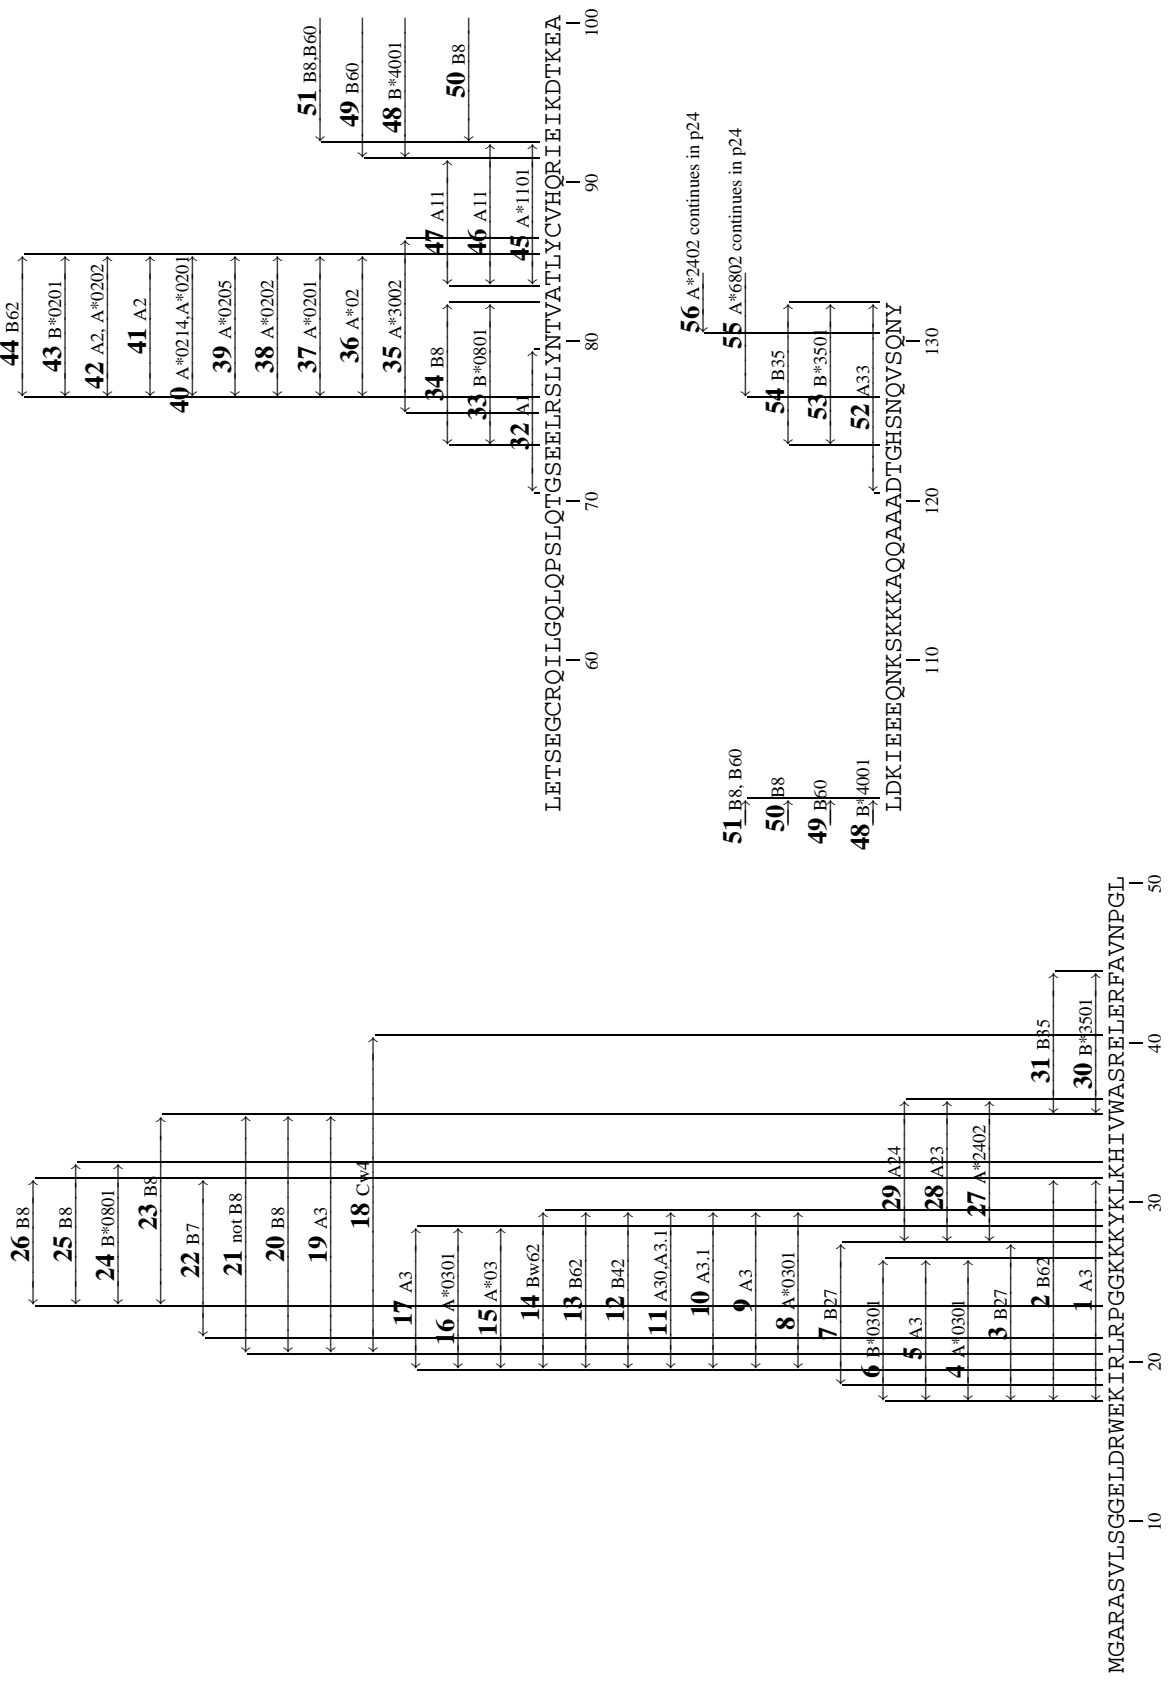 26 B8
25 B8
24 B*0801
23 B8
22 B7
21 not B8
20 B8
19 A3
18 Cw4
17 A3
16 A*0301
15 A*03
14 Bw62
13 B62
12 B42
11 A30,A3.1
10 A3.1
9 A3
8 A*0301
7 B27
6 B*0301
5 A3
4 A*0301
3 B27
29 A24
28 A23
27 A*2402
2 B62
1 A3
31 B35
30 B*3501
MGARASVLSGGELDRWEKIRLRPGGKKKYKLKHIVWASRELERFAVNPGL
10 20 30 40 50
44 B62
43 B*0201
42 A2, A*0202
41 A2
40 A*0214,A*0201
39 A*0205
38 A*0202
37 A*0201
36 A*02
35 A*3002
34 B8
33 B*0801
32 A1
51 B8,B60
49 B60
48 B*4001
50 B8
47 A11
46 A11
45 A*1101
LETSEGCRQILGQLQPSLQTGSEELRSLYNTVATLYCVHQRIEIKDTKEA
60 70 80 90 100
51 B8, B60
50 B8
49 B60
48 B*4001
56 A*2402 continues in p24
55 A*6802 continues in p24
54 B35
53 B*3501
52 A33
LDKIEEEQNKSKKKAQQAAADTGHSNQVSQNY
110 120 130